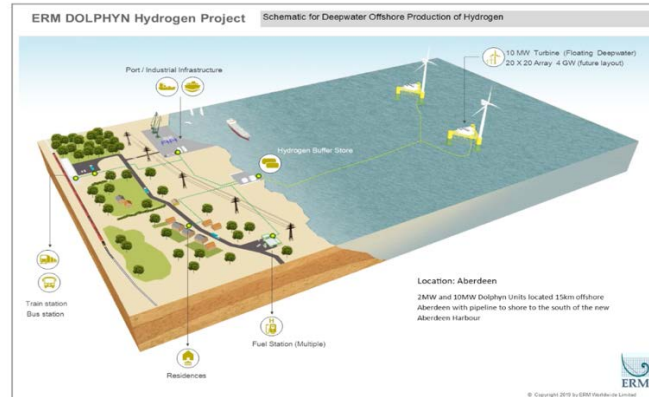 ERM DOLPHYN Hydrogen Project
Schematic for Deepwater Offshore Production of Hydrogen
10 MW Turbine (Floating Deepwater)
20 X 20 Array 4 GW (future layout)
Port / Industrial Infrastructure
Hydrogen Buffer Store
Train station
Bus station
Residences
Fuel Station (Multiple)
Location: Aberdeen
2MW and 10MW Dolphyn Units located 15km offshore
Aberdeen with pipeline to shore to the south of the new
Aberdeen Harbour
ERM